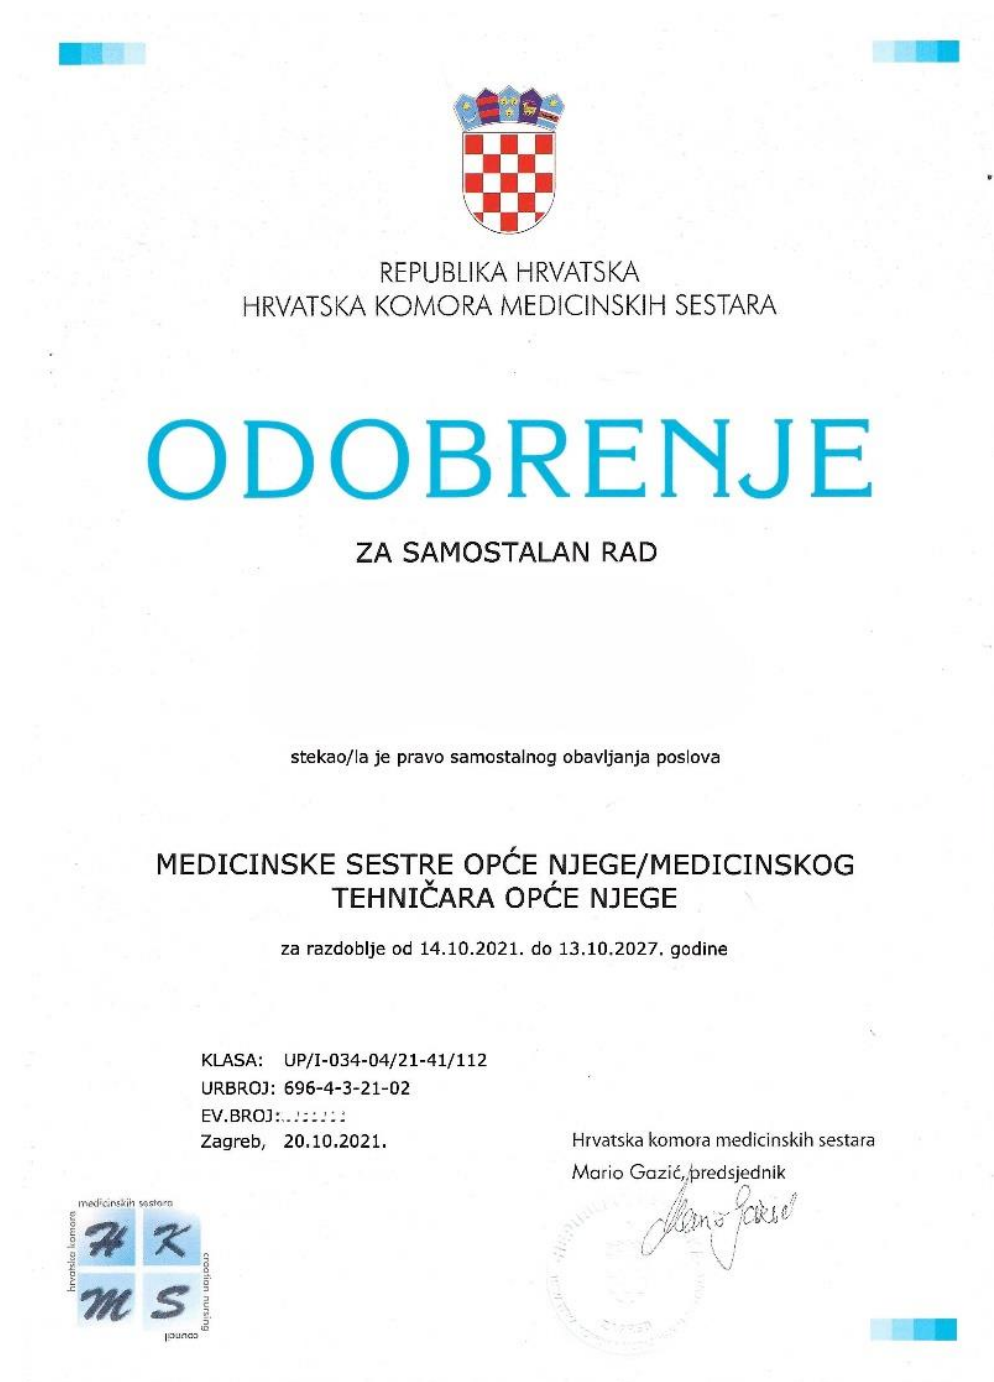 REPUBLIKA HRVATSKA
HRVATSKA KOMORA MEDICINSKIH SESTARA
ODOBRENJE
ZA SAMOSTALAN RAD
stekao/la je pravo samostalnog obavljanja poslova
MEDICINSKE SESTRE OPĆE NJEGE/MEDICINSKOG
TEHNIČARA OPĆE NJEGE
za razdoblje od 14.10.2021. do 13.10.2027. godine
KLASA: UP/I-034-04/21-41/112
URBROJ: 696-4-3-21-02
EV.BROJ:
Zagreb, 20.10.2021.
Hrvatska komora medicinskih sestara
Mario Gazić, predsjednik
Mario Gazić
medicinskih sestara
hrvatska komora
H K
M S
croatian nursing
council
ZAGREB